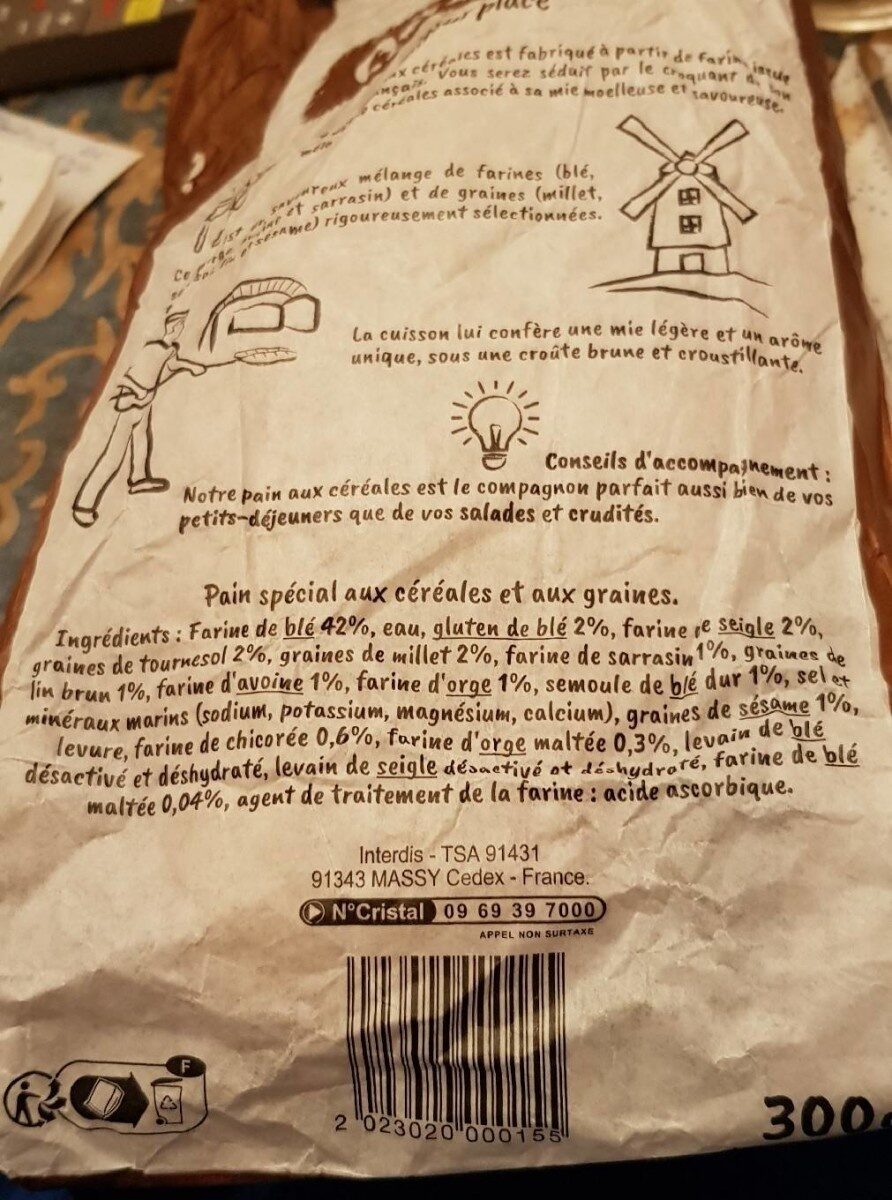 place
céréales est fabriqué à partir de
Vous serez séduit par le croquant
céréales associé à sa mie moelleuse et savoureuse.
mélange de farines (blé,
et sarrasin) et de graines (millet,
sésame) rigoureusement sélectionnées.
La cuisson lui confère une mie légère et un arôme
unique, sous une croûte brune et croustillante.
Conseils d'accompagnement :
Notre pain aux céréales est le compagnon parfait aussi bien de vos
petits-déjeuners que de vos salades et crudités.
Pain spécial aux céréales et aux graines.
Ingrédients : Farine de blé 42%, eau, gluten de blé 2%, farine de seigle 2%,
graines de tournesol 2%, graines de millet 2%, farine de sarrasin 1%, graines de
lin brun 1%, farine d'avoine 1%, farine d'orge 1%, semoule de blé dur 1%, sel et
minéraux marins (sodium, potassium, magnésium, calcium), graines de sésame 1%,
levure, farine de chicorée 0,6%, farine d'orge maltée 0,3%, levain de blé
désactivé et déshydraté, levain de seigle désactivé et déshydraté, farine de blé
maltée 0,04%, agent de traitement de la farine : acide ascorbique.
Interdis - TSA 91431
91343 MASSY Cedex - France.
N°Cristal 09 69 39 7000
APPEL NON SURTAXE
F
2 023020 000155
300